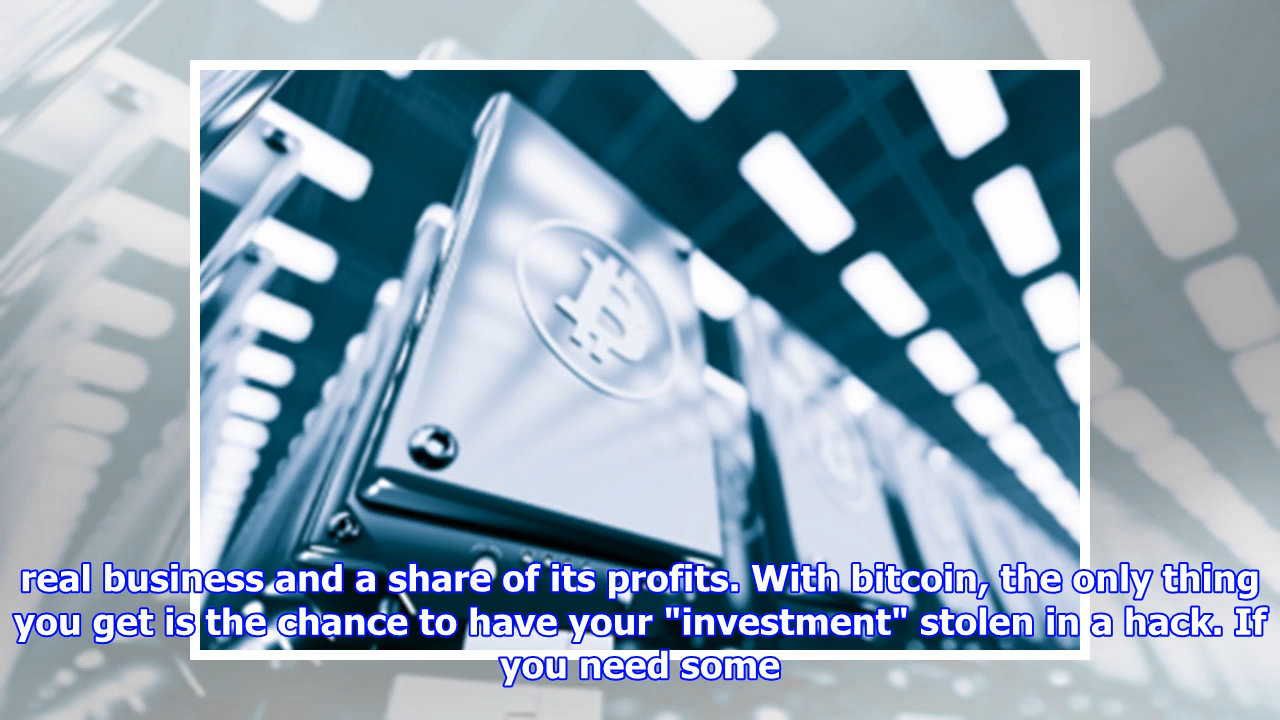 real business and a share of its profits. With bitcoin, the only thing
you get is the chance to have your "investment" stolen in a hack. If
you need some